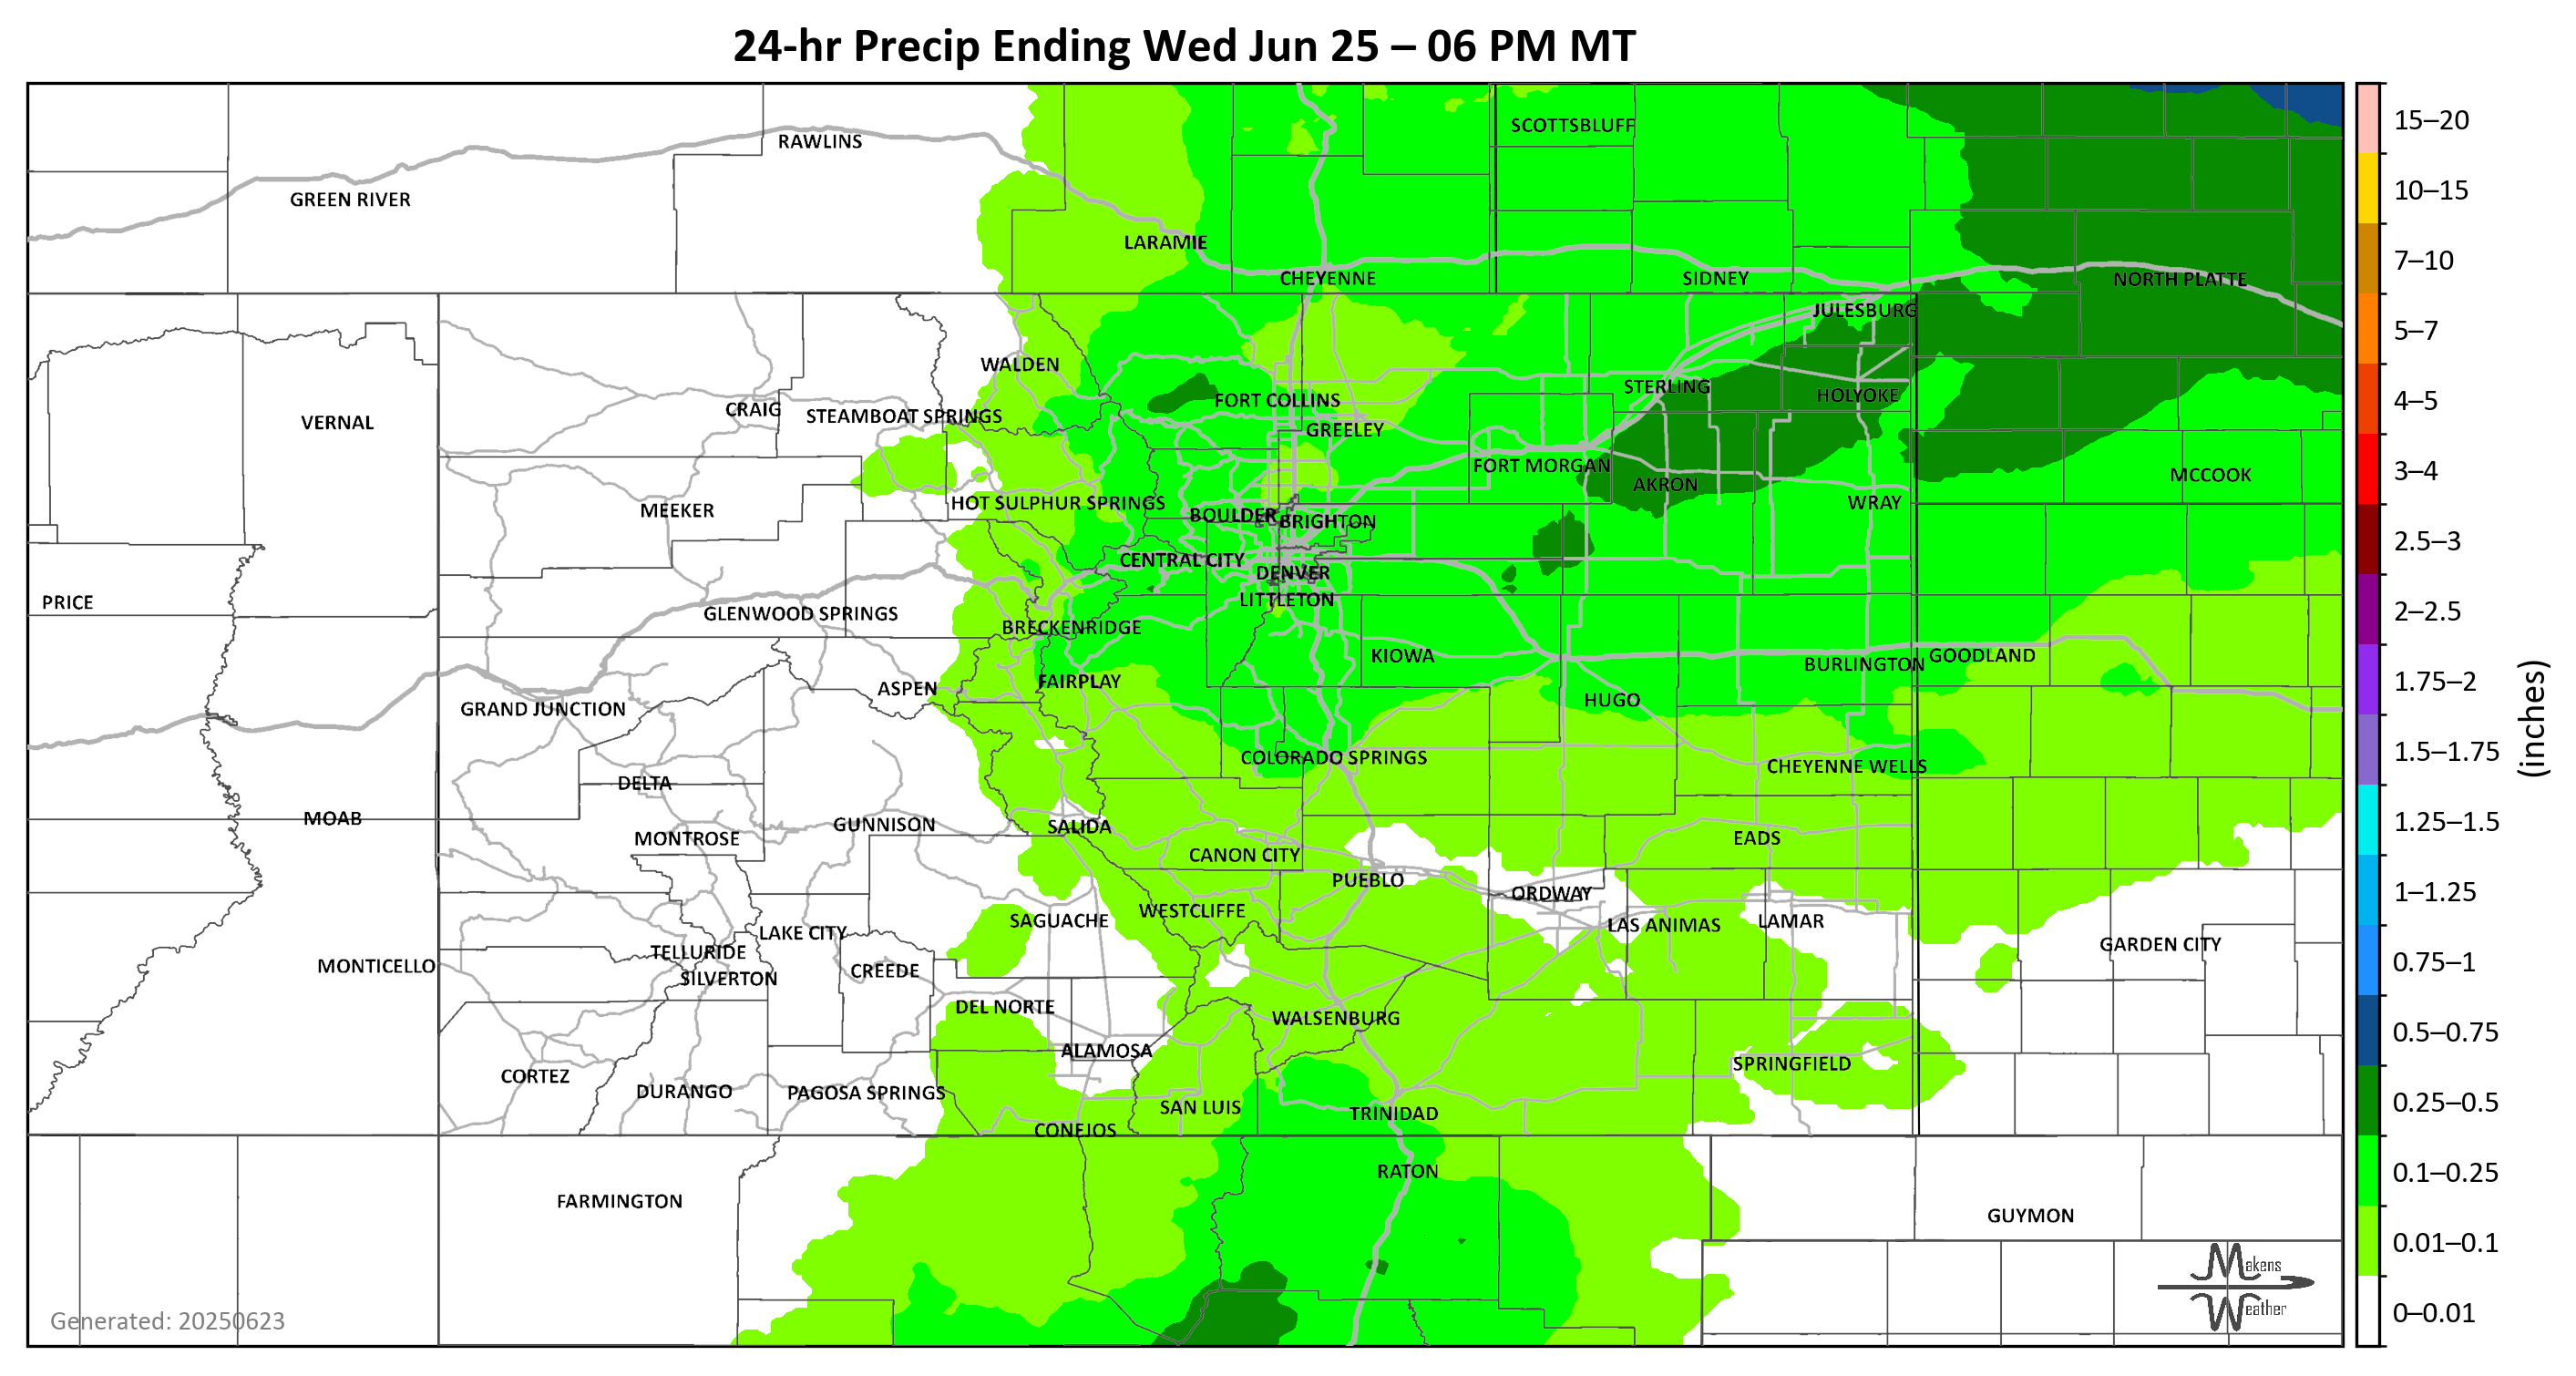 24-hr Precip Ending Wed Jun 25 – 06 PM MT
RAWLINS
GREEN RIVER
SCOTTSBLUFF
LARAMIE
CHEYENNE
SIDNEY
NORTH PLATTE
JULESBURG
WALDEN
VERNAL
CRAIG
STEAMBOAT SPRINGS
FORT COLLINS
STERLING
HOLYOKE
GREELEY
FORT MORGAN
AKRON
MCCOOK
MEEKER
HOT SULPHUR SPRINGS
WRAY
BOULDER
BRIGHTON
CENTRAL CITY
DENVER
PRICE
GLENWOOD SPRINGS
LITTLETON
BRECKENRIDGE
KIOWA
BURLINGTON
GOODLAND
ASPEN
FAIRPLAY
HUGO
GRAND JUNCTION
COLORADO SPRINGS
CHEYENNE WELLS
DELTA
MOAB
MONTROSE
GUNNISON
SALIDA
EADS
CANON CITY
PUEBLO
ORDWAY
WESTCLIFFE
SAGUACHE
LAS ANIMAS
LAMAR
LAKE CITY
GARDEN CITY
TELLURIDE
MONTICELLO
SILVERTON
CREEDE
DEL NORTE
WALSENBURG
ALAMOSA
SPRINGFIELD
CORTEZ
DURANGO
PAGOSA SPRINGS
SAN LUIS
TRINIDAD
CONEJOS
RATON
FARMINGTON
GUYMON
Generated: 20250623
Makens
Weather
15–20
10–15
7–10
5–7
4–5
3–4
2.5–3
2–2.5
1.75–2
1.5–1.75
1.25–1.5
1–1.25
0.75–1
0.5–0.75
0.25–0.5
0.1–0.25
0.01–0.1
0–0.01
(inches)